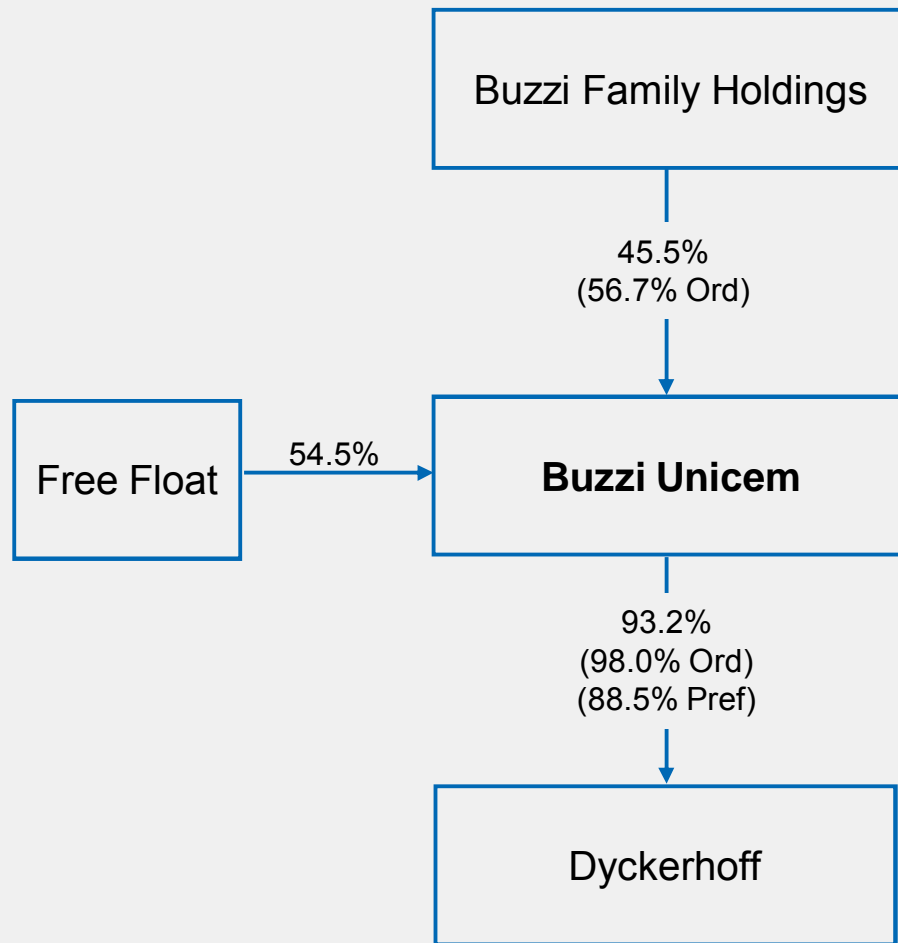 Buzzi Family Holdings
45.5%
(56.7% Ord)
Free Float
54.5%
Buzzi Unicem
93.2%
(98.0% Ord)
(88.5% Pref)
Dyckerhoff